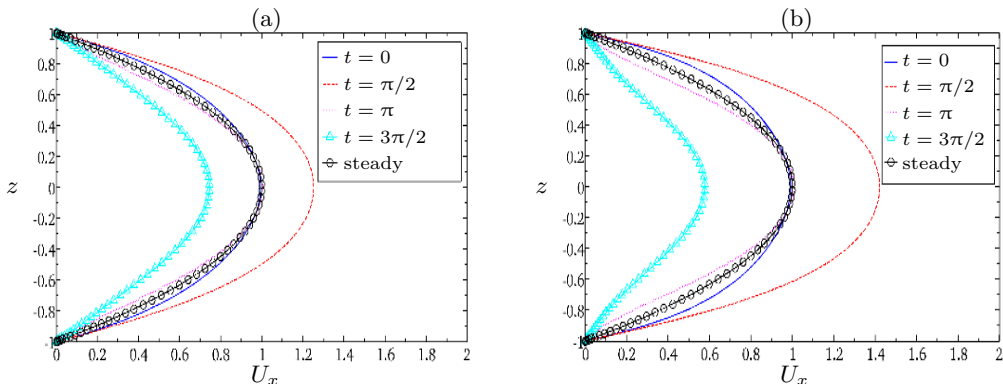 (a)
1
0.8
0.6
0.4
0.2
0
-0.2
-0.4
-0.6
-0.8
-1
z
0 0.2 0.4 0.6 0.8 1 1.2 1.4 1.6 1.8 2
U_x
t = 0
t = π/2
t = π
t = 3π/2
steady
(b)
1
0.8
0.6
0.4
0.2
0
-0.2
-0.4
-0.6
-0.8
-1
z
0 0.2 0.4 0.6 0.8 1 1.2 1.4 1.6 1.8 2
U_x
t = 0
t = π/2
t = π
t = 3π/2
steady